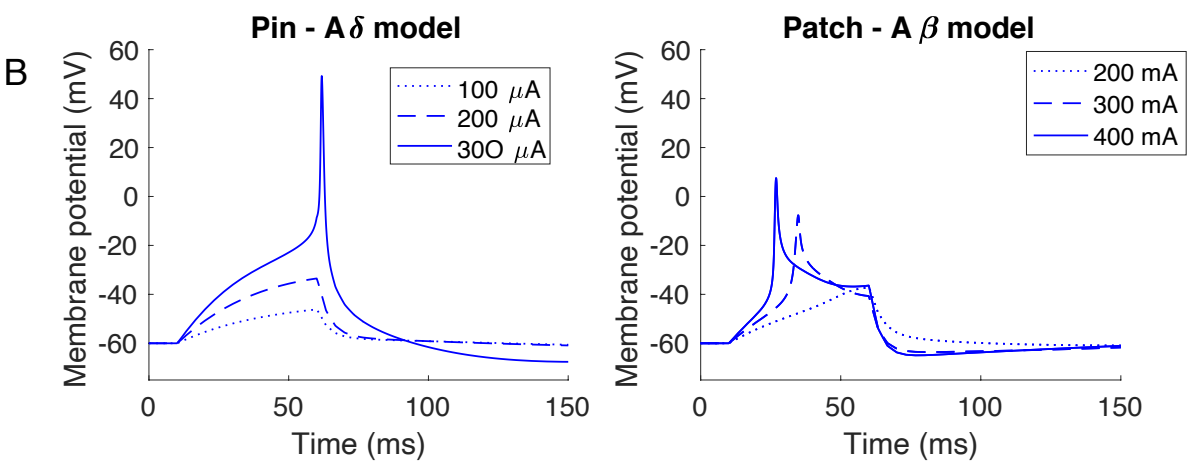 B
Pin - A δ model
Membrane potential (mV)
60
40
20
0
-20
-40
-60
100 μA
200 μA
30O μA
0
50
100
150
Time (ms)
Patch - A β model
Membrane potential (mV)
60
40
20
0
-20
-40
-60
200 mA
300 mA
400 mA
0
50
100
150
Time (ms)